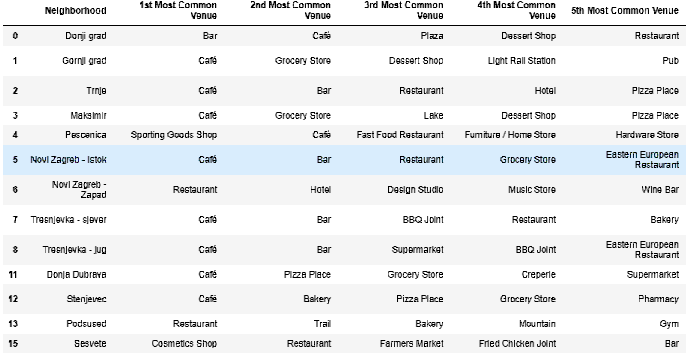 Neighborhood 1st Most Common Venue 2nd Most Common Venue 3rd Most Common Venue 4th Most Common Venue 5th Most Common Venue
0 Donji grad Bar Café Plaza Dessert Shop Restaurant
1 Gornji grad Café Grocery Store Dessert Shop Light Rail Station Pub
2 Trnje Café Bar Restaurant Hotel Pizza Place
3 Maksimir Café Grocery Store Lake Dessert Shop Pizza Place
4 Pescenica Sporting Goods Shop Café Fast Food Restaurant Furniture / Home Store Hardware Store
5 Novi Zagreb - Istok Café Bar Restaurant Grocery Store Eastern European Restaurant
6 Novi Zagreb - Zapad Restaurant Hotel Design Studio Music Store Wine Bar
7 Tresnjevka - sjever Café Bar BBQ Joint Restaurant Bakery
8 Tresnjevka - jug Café Bar Supermarket BBQ Joint Eastern European Restaurant
11 Donja Dubrava Café Pizza Place Grocery Store Creperie Supermarket
12 Stenjevec Café Bakery Pizza Place Grocery Store Pharmacy
13 Podsused Restaurant Trail Bakery Mountain Gym
15 Sesvete Cosmetics Shop Restaurant Farmers Market Fried Chicken Joint Bar